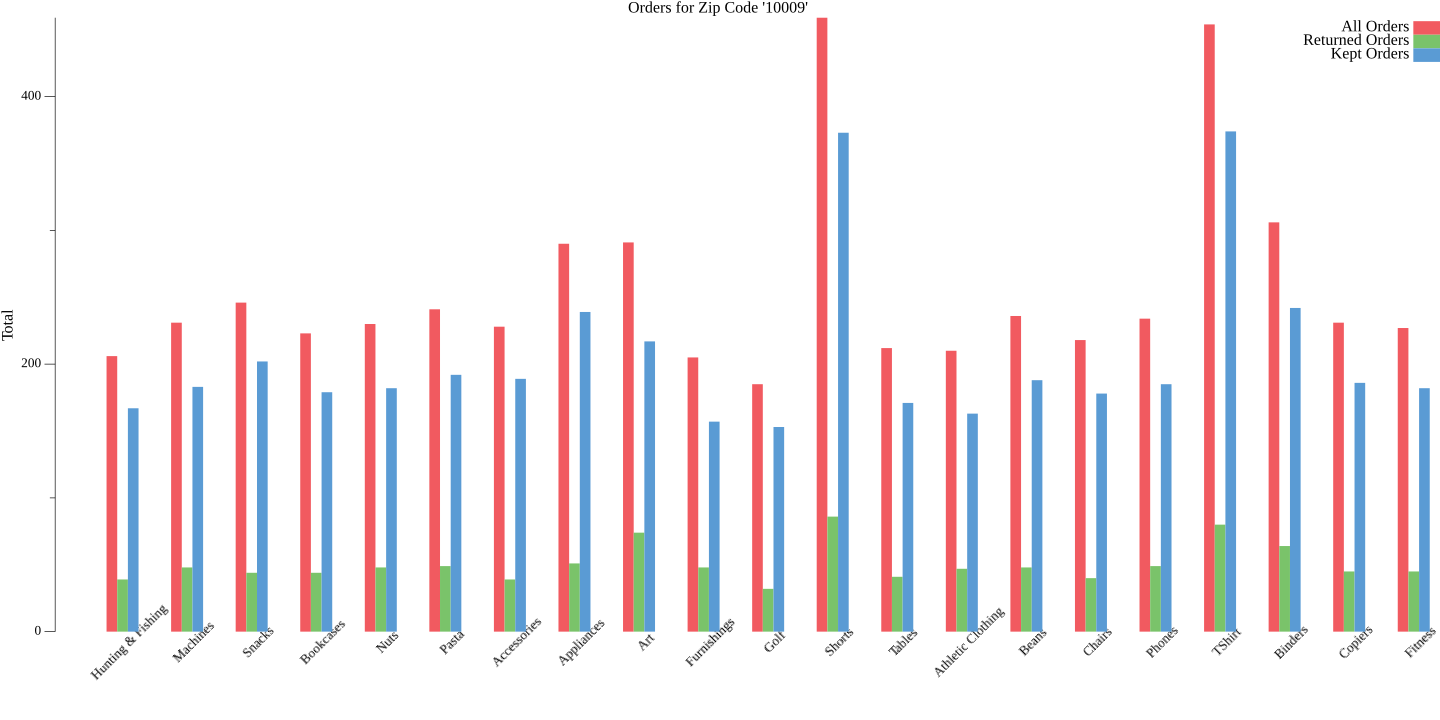 Orders for Zip Code '10009'
All Orders
Returned Orders
Kept Orders
400
200
0
Total
Hunting & Fishing
Machines
Snacks
Bookcases
Nuts
Pasta
Accessories
Appliances
Art
Furnishings
Golf
Shorts
Tables
Athletic Clothing
Beans
Chairs
Phones
TShirt
Binders
Copiers
Fitness